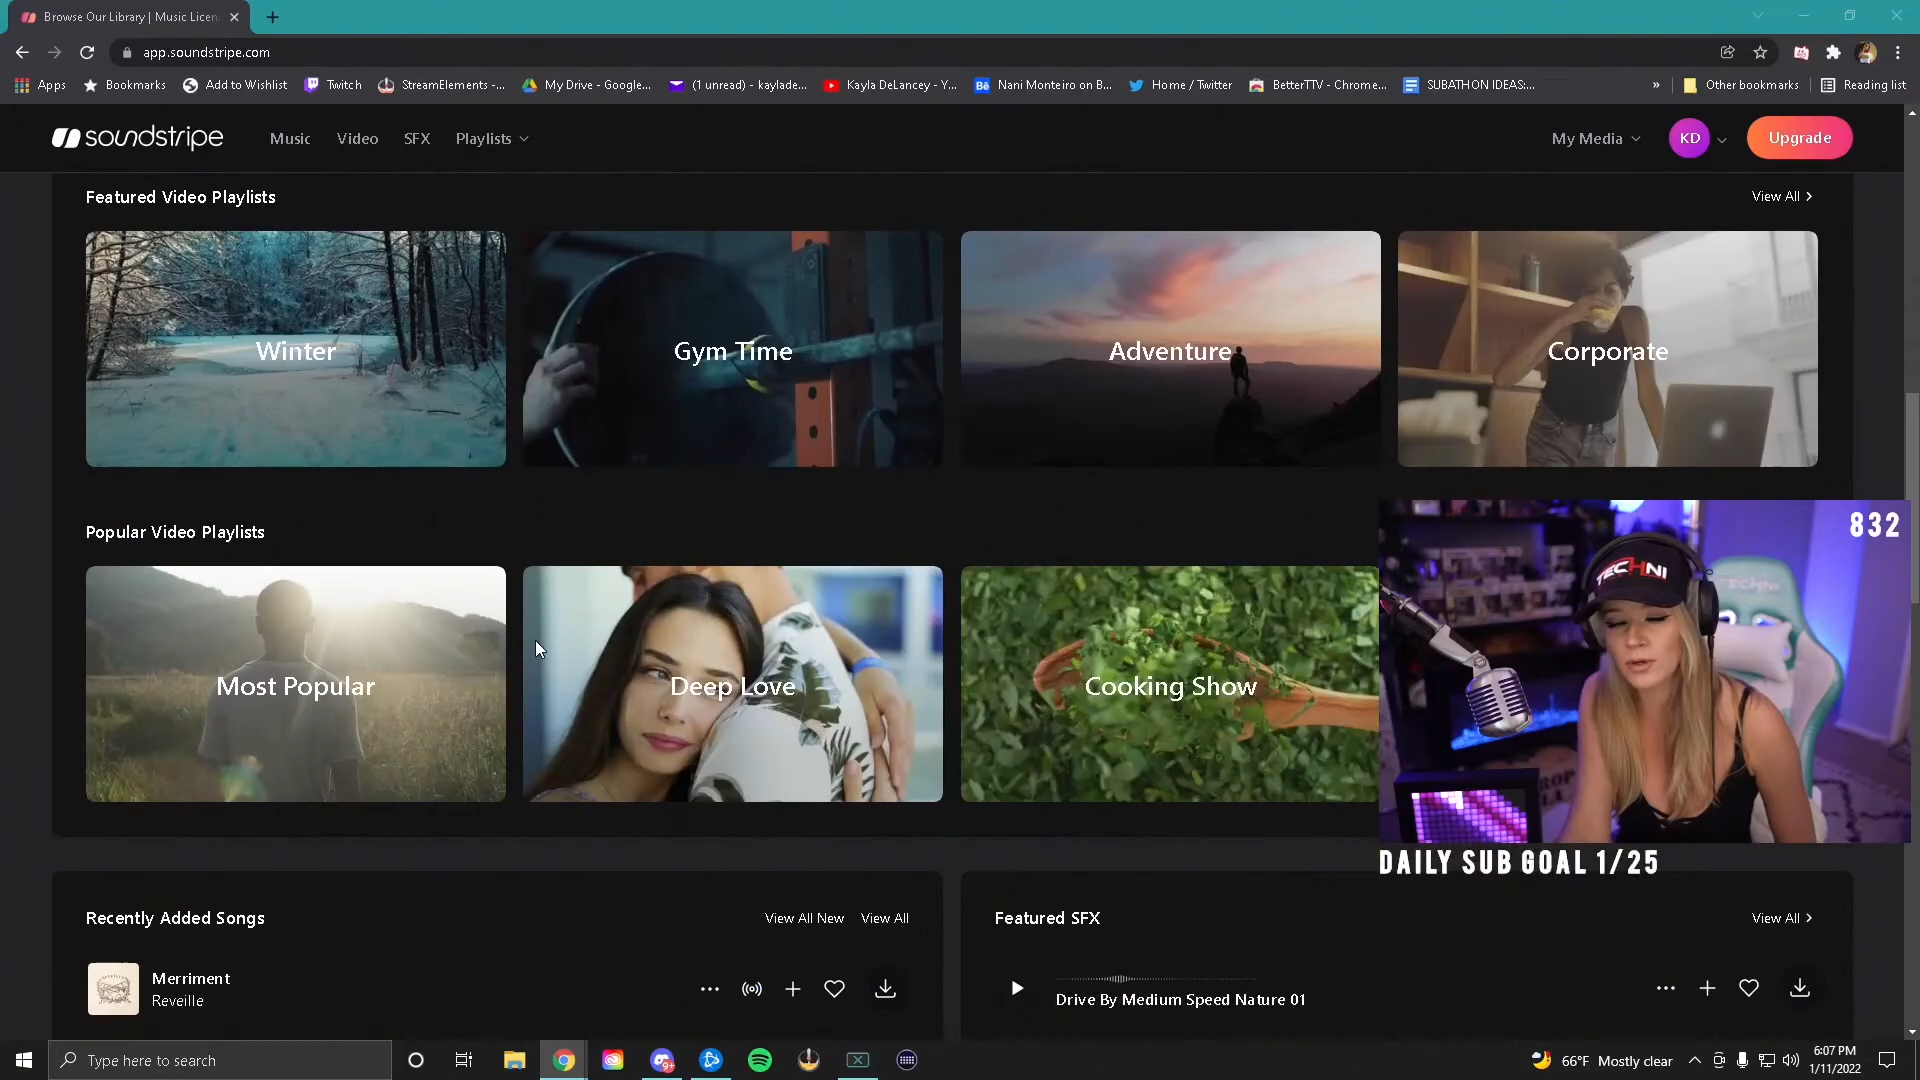 Browse Our Library | Music Licen
app.soundstripe.com
Apps
Bookmarks
Add to Wishlist
Twitch
StreamElements -...
My Drive - Google...
(1 unread) - kaylade...
Kayla DeLancey - Y...
Nani Monteiro on B...
Home / Twitter
BetterTTV - Chrome...
SUBATHON IDEAS:...
»
Other bookmarks
Reading list
soundstripe
Music
Video
SFX
Playlists
My Media
KD
Upgrade
Featured Video Playlists
View All
Winter
Gym Time
Adventure
Corporate
Popular Video Playlists
832
TECHNI
TECHNI
Most Popular
Deep Love
Cooking Show
DAILY SUB GOAL 1/25
Recently Added Songs
View All New
View All
Featured SFX
View All
Merriment
Reveille
Drive By Medium Speed Nature 01
Type here to search
9+
66°F Mostly clear
6:07 PM
1/11/2022